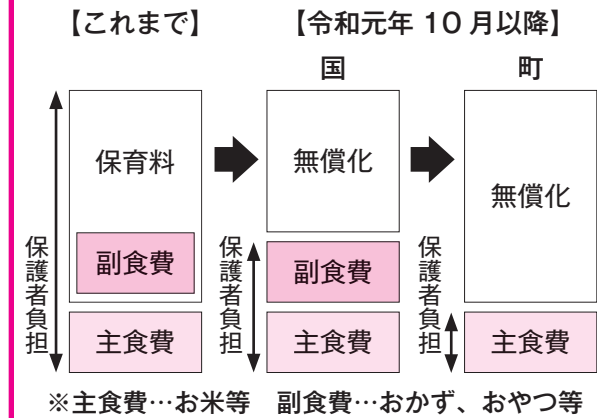 【これまで】
【令和元年 10 月以降】
国
町
保育料
副食費
主食費
保護者負担
無償化
副食費
主食費
保護者負担
無償化
主食費
保護者負担
※主食費…お米等　副食費…おかず、おやつ等